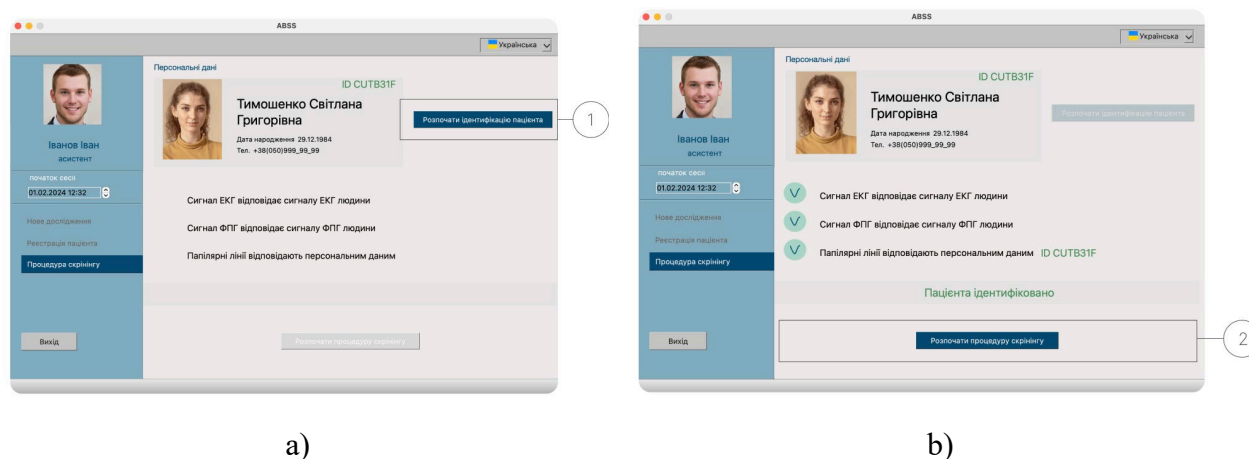 ABSS
Українська
Персональні дані
ID CUTB31F
Тимошенко Світлана
Григорівна
Дата народження 29.12.1984
Тел. +38(050)999_99_99
Розпочати ідентифікацію пацієнта
1
Іванов Іван
асистент
початок сесії
01.02.2024 12:32
Нове дослідження
Реєстрація пацієнта
Процедура скрінінгу
Сигнал ЕКГ відповідає сигналу ЕКГ людини
Сигнал ФПГ відповідає сигналу ФПГ людини
Папілярні лінії відповідають персональним даним
Вихід
Розпочати процедуру скрінінгу
a)
ABSS
Українська
Персональні дані
ID CUTB31F
Тимошенко Світлана
Григорівна
Дата народження 29.12.1984
Тел. +38(050)999_99_99
Розпочати ідентифікацію пацієнта
Іванов Іван
асистент
початок сесії
01.02.2024 12:32
Нове дослідження
Реєстрація пацієнта
Процедура скрінінгу
Сигнал ЕКГ відповідає сигналу ЕКГ людини
Сигнал ФПГ відповідає сигналу ФПГ людини
Папілярні лінії відповідають персональним даним ID CUTB31F
Пацієнта ідентифіковано
Вихід
Розпочати процедуру скрінінгу
2
b)